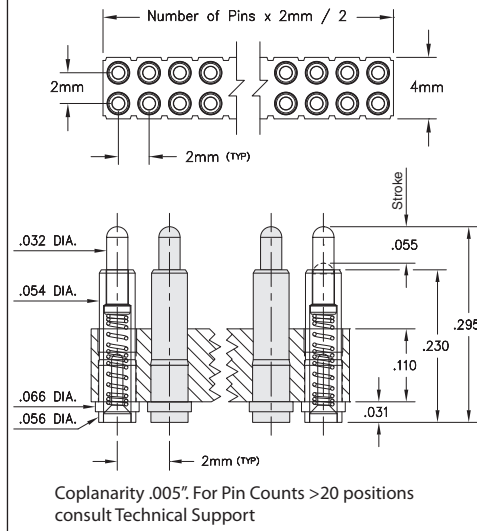 Number of Pins x 2mm / 2
2mm
4mm
2mm (TYP)
Stroke
.032 DIA.
.055
.054 DIA.
.295
.230
.110
.066 DIA.
.031
.056 DIA.
2mm (TYP)
Coplanarity .005”. For Pin Counts >20 positions
consult Technical Support